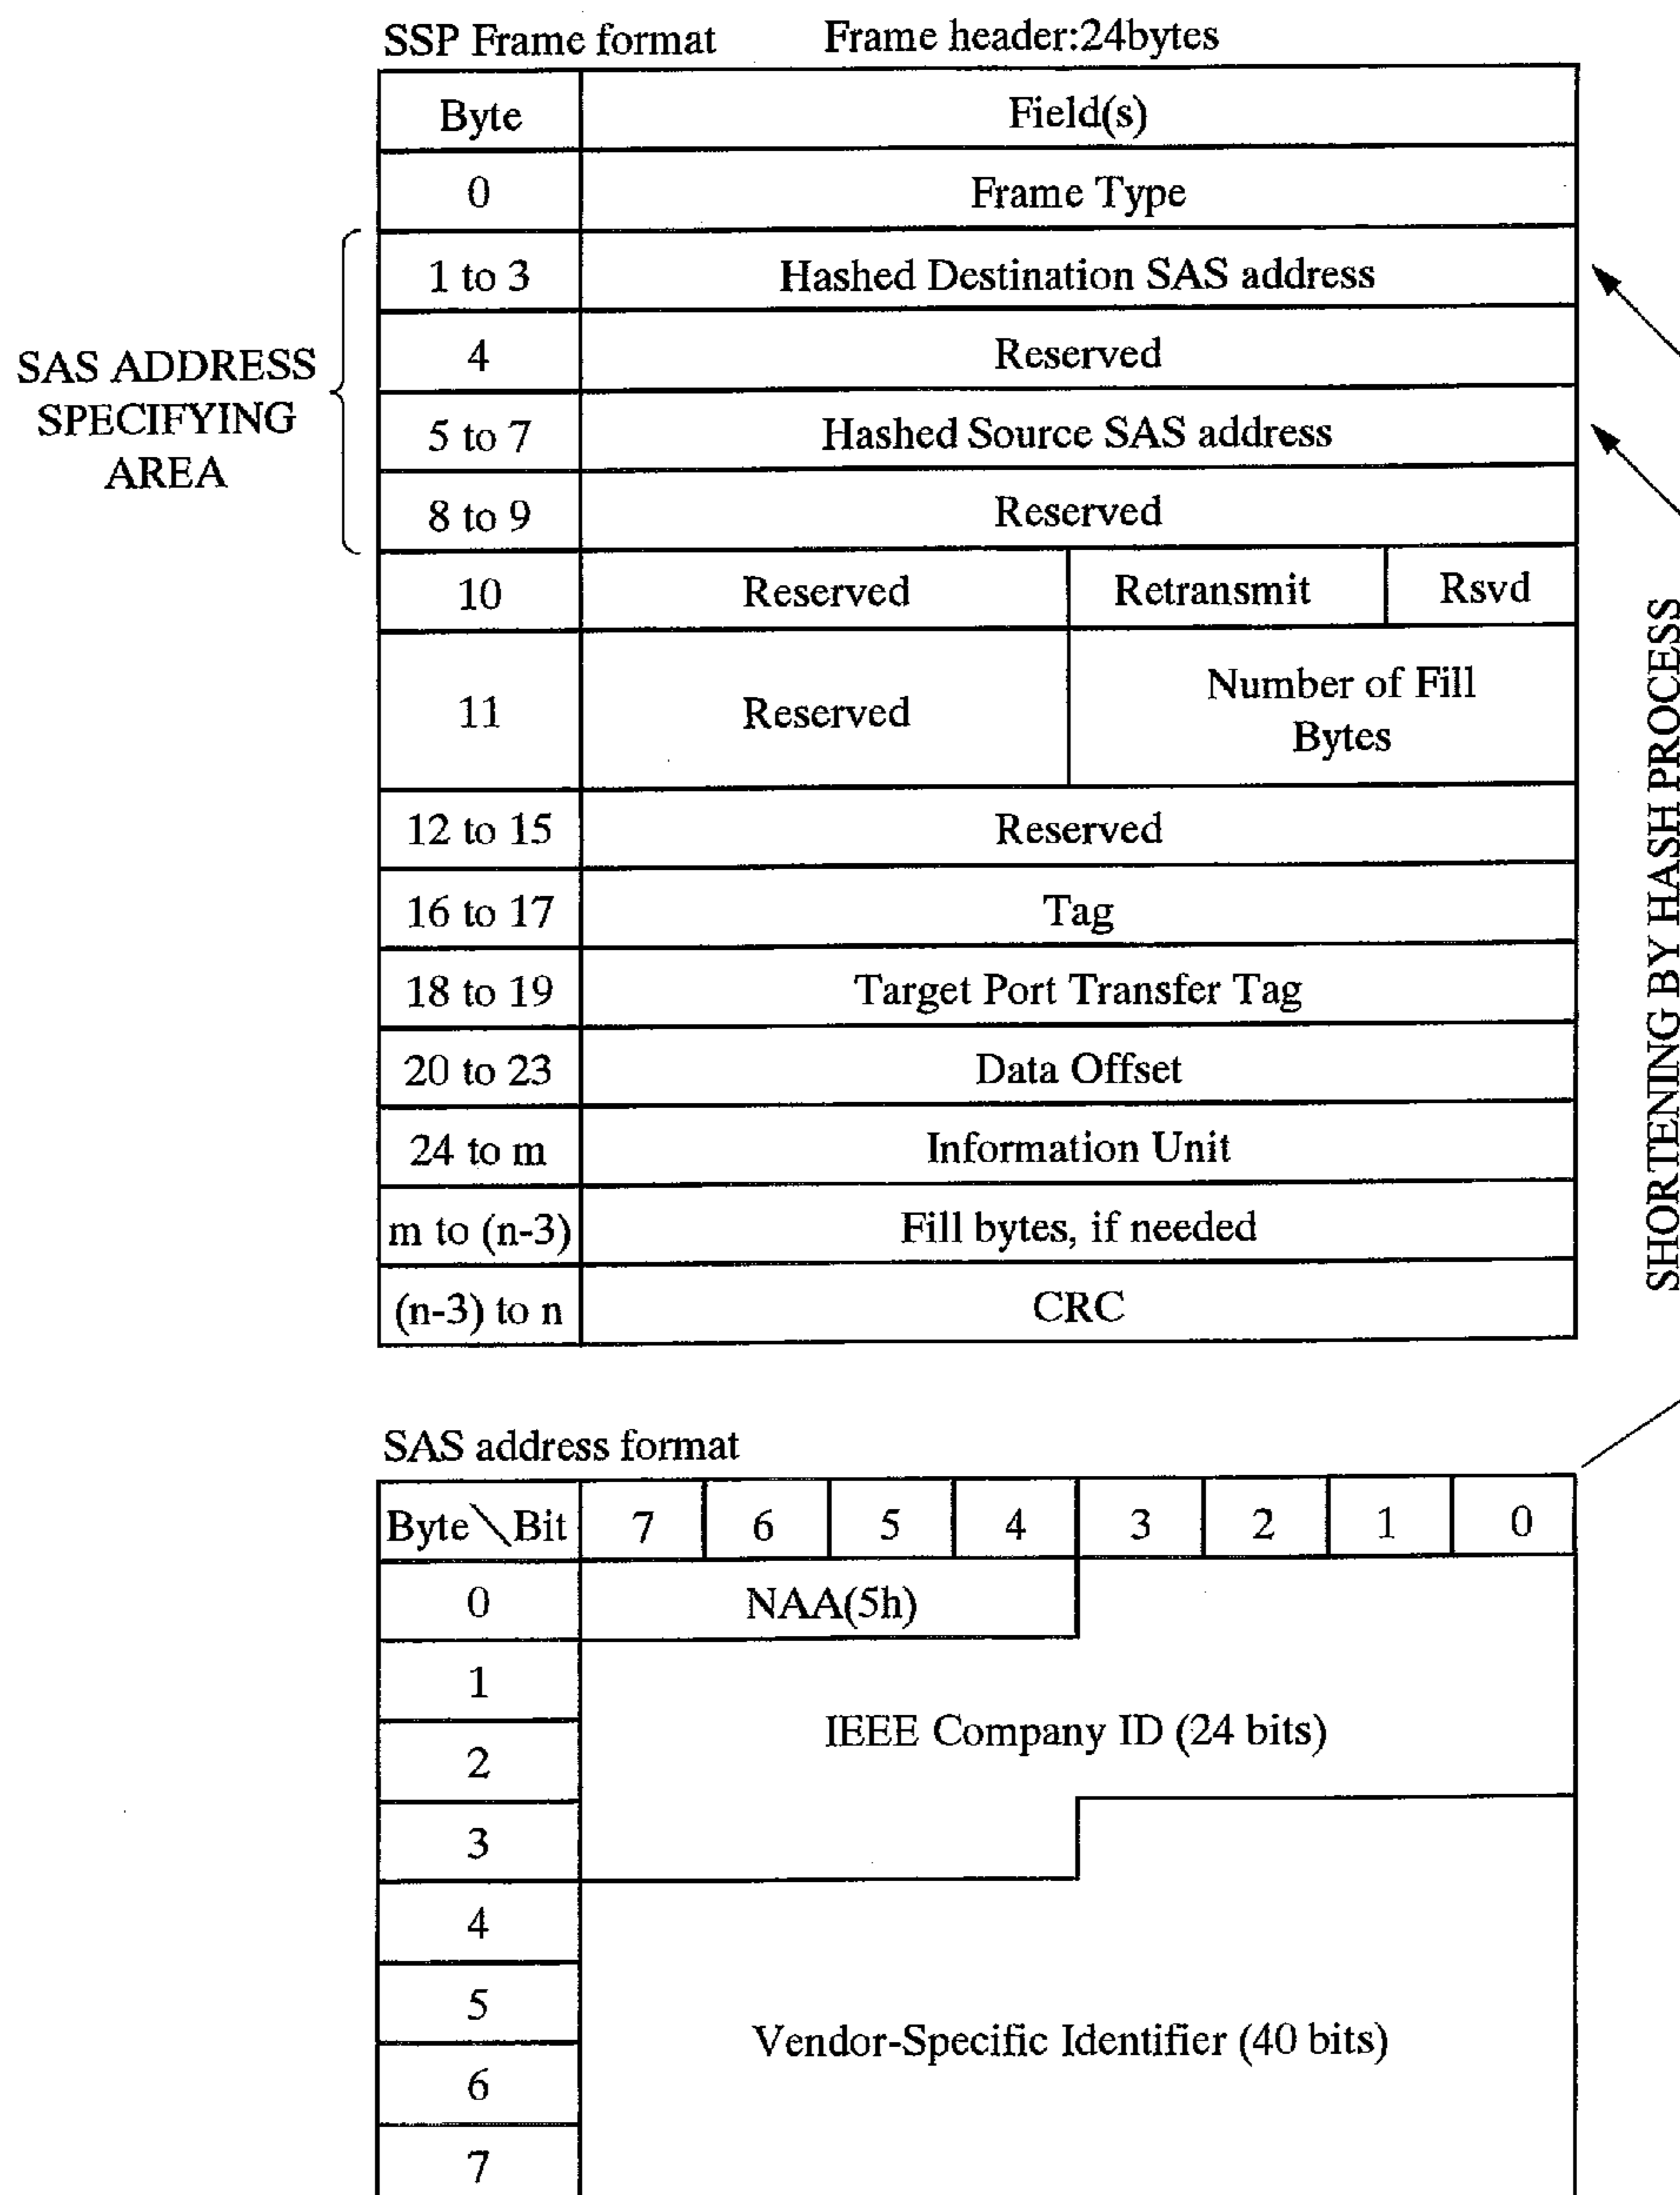 SSP Frame format Frame header:24bytes
Byte Field(s)
0 Frame Type
1 to 3 Hashed Destination SAS address
4 Reserved
5 to 7 Hashed Source SAS address
8 to 9 Reserved
SAS ADDRESS
SPECIFYING
AREA
10 Reserved Retransmit Rsvd
11 Reserved Number of Fill
Bytes
12 to 15 Reserved
16 to 17 Tag
18 to 19 Target Port Transfer Tag
20 to 23 Data Offset
24 to m Information Unit
m to (n-3) Fill bytes, if needed
(n-3) to n CRC
SHORTENING BY HASH PROCESS
SAS address format
Byte\Bit 7 6 5 4 3 2 1 0
0 NAA(5h)
1
IEEE Company ID (24 bits)
2
3
4
5
Vendor-Specific Identifier (40 bits)
6
7